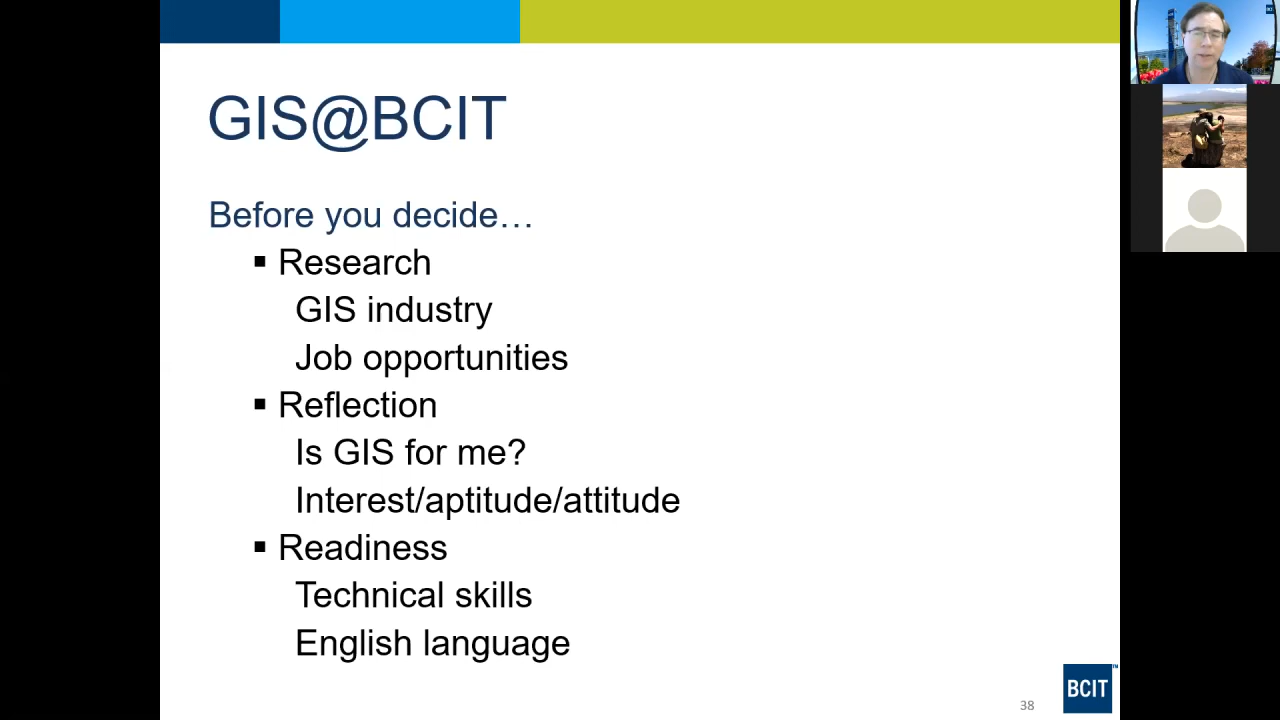 GIS@BCIT
Before you decide…
▪ Research
GIS industry
Job opportunities
▪ Reflection
Is GIS for me?
Interest/aptitude/attitude
▪ Readiness
Technical skills
English language
38
BCIT™